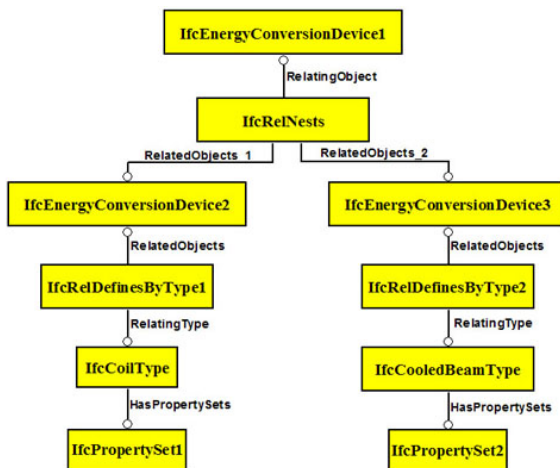 IfcEnergyConversionDevice1
RelatingObject
IfcRelNests
RelatedObjects_1
RelatedObjects_2
IfcEnergyConversionDevice2
IfcEnergyConversionDevice3
RelatedObjects
RelatedObjects
IfcRelDefinesByType1
IfcRelDefinesByType2
RelatingType
RelatingType
IfcCoilType
IfcCooledBeamType
HasPropertySets
HasPropertySets
IfcPropertySet1
IfcPropertySet2